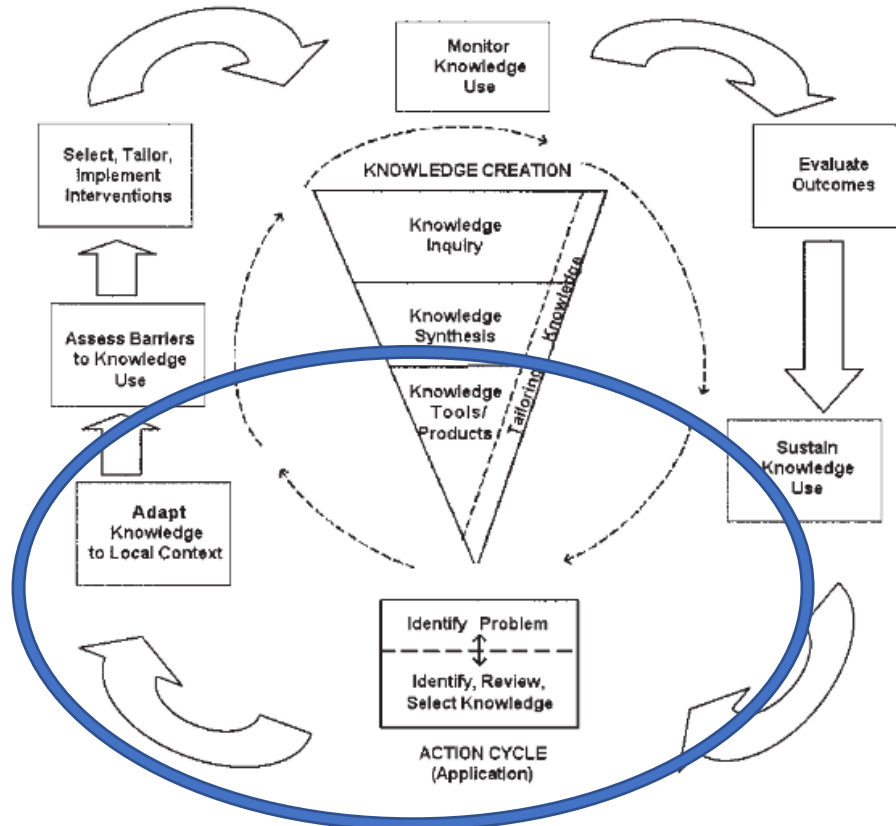 Monitor
Knowledge
Use
Select, Tailor,
Implement
Interventions
KNOWLEDGE CREATION
Evaluate
Outcomes
Knowledge
Inquiry
Knowledge
Synthesis
Knowledge
Tools/
Products
Tailoring Knowledge
Assess Barriers
to Knowledge
Use
Sustain
Knowledge
Use
Adapt
Knowledge
to Local Context
Identify Problem
Identify, Review,
Select Knowledge
ACTION CYCLE
(Application)